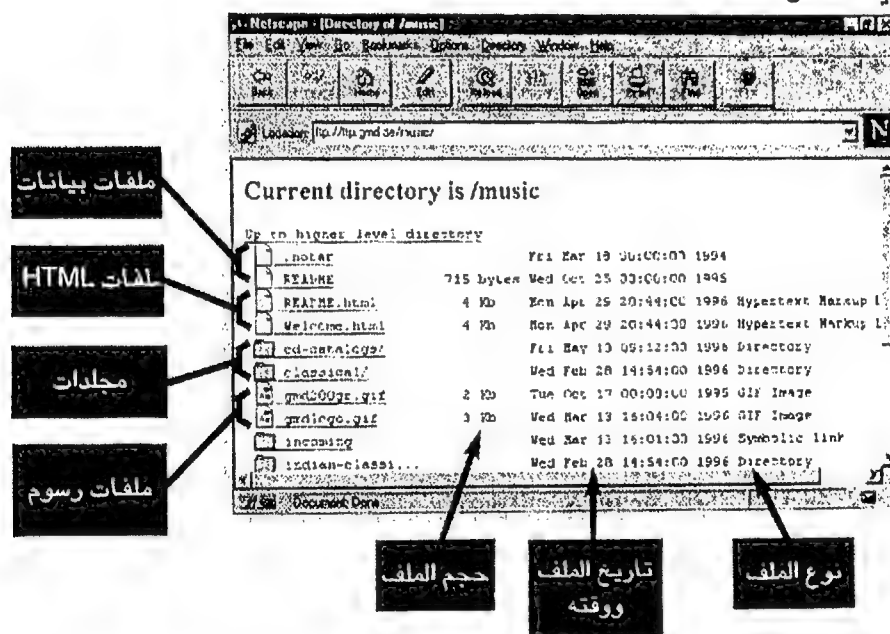 Netscape - [Directory of /music]
File Edit View Go Bookmarks Options Directory Window Help
Back Home Edit Reload Open Print Find
Location: ftp://ftp.gmd.de/music/
N
Current directory is /music
Up to higher level directory
.notar Fri Mar 18 00:00:00 1994
README 715 bytes Wed Oct 25 00:00:00 1995
README.html 4 Kb Mon Apr 29 20:44:00 1996 Hypertext Markup L
Welcome.html 4 Kb Mon Apr 29 20:44:00 1996 Hypertext Markup L
cd-catalogs/ Directory
classical/ Wed Feb 28 14:54:00 1996 Directory
gmd200gr.gif 2 Kb Tue Oct 17 00:00:00 1995 GIF Image
gmdlogo.gif 3 Kb Wed Mar 13 16:04:00 1996 GIF Image
incoming Wed Mar 13 16:01:00 1996 Symbolic link
indian-classi... Wed Feb 28 14:54:00 1996 Directory
Document: Done
ملفات بيانات
ملفات HTML
مجلدات
ملفات رسوم
حجم الملف
تاريخ الملف
ووقته
نوع الملف